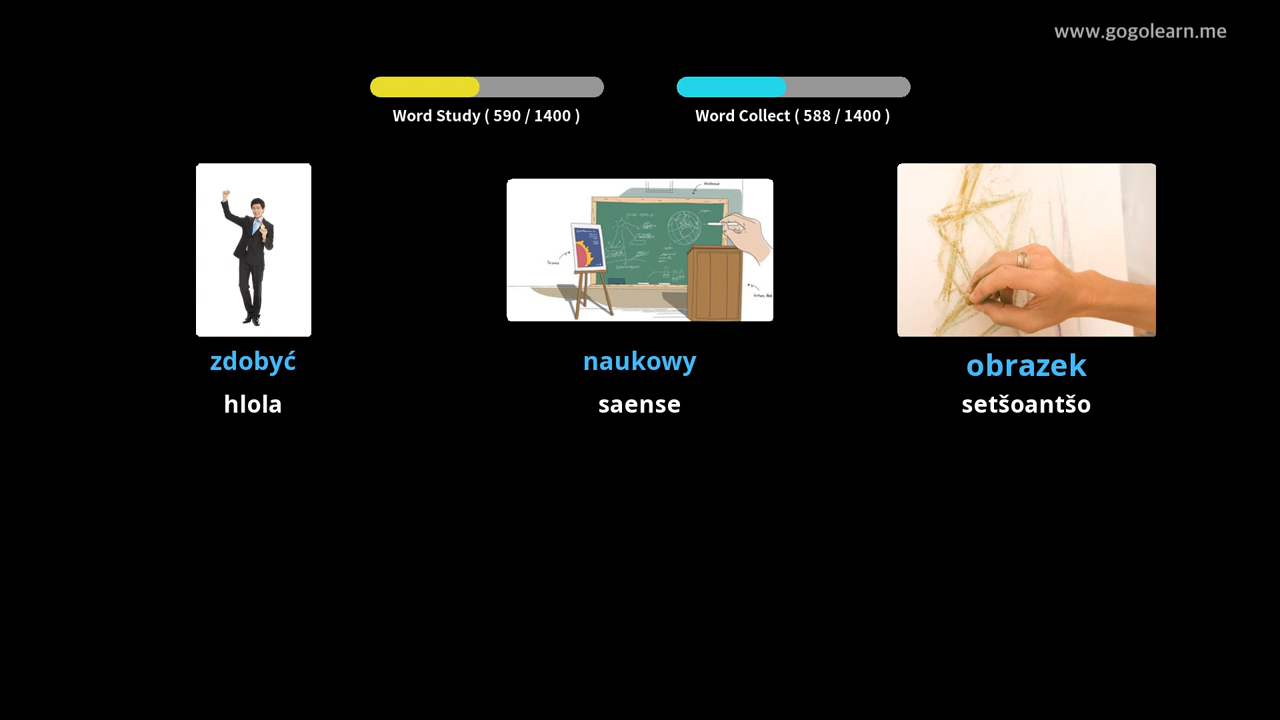 www.gogolearn.me
Word Study ( 590 / 1400 )
Word Collect ( 588 / 1400 )
zdobyć
naukowy
obrazek
hlola
saense
setšoantšo